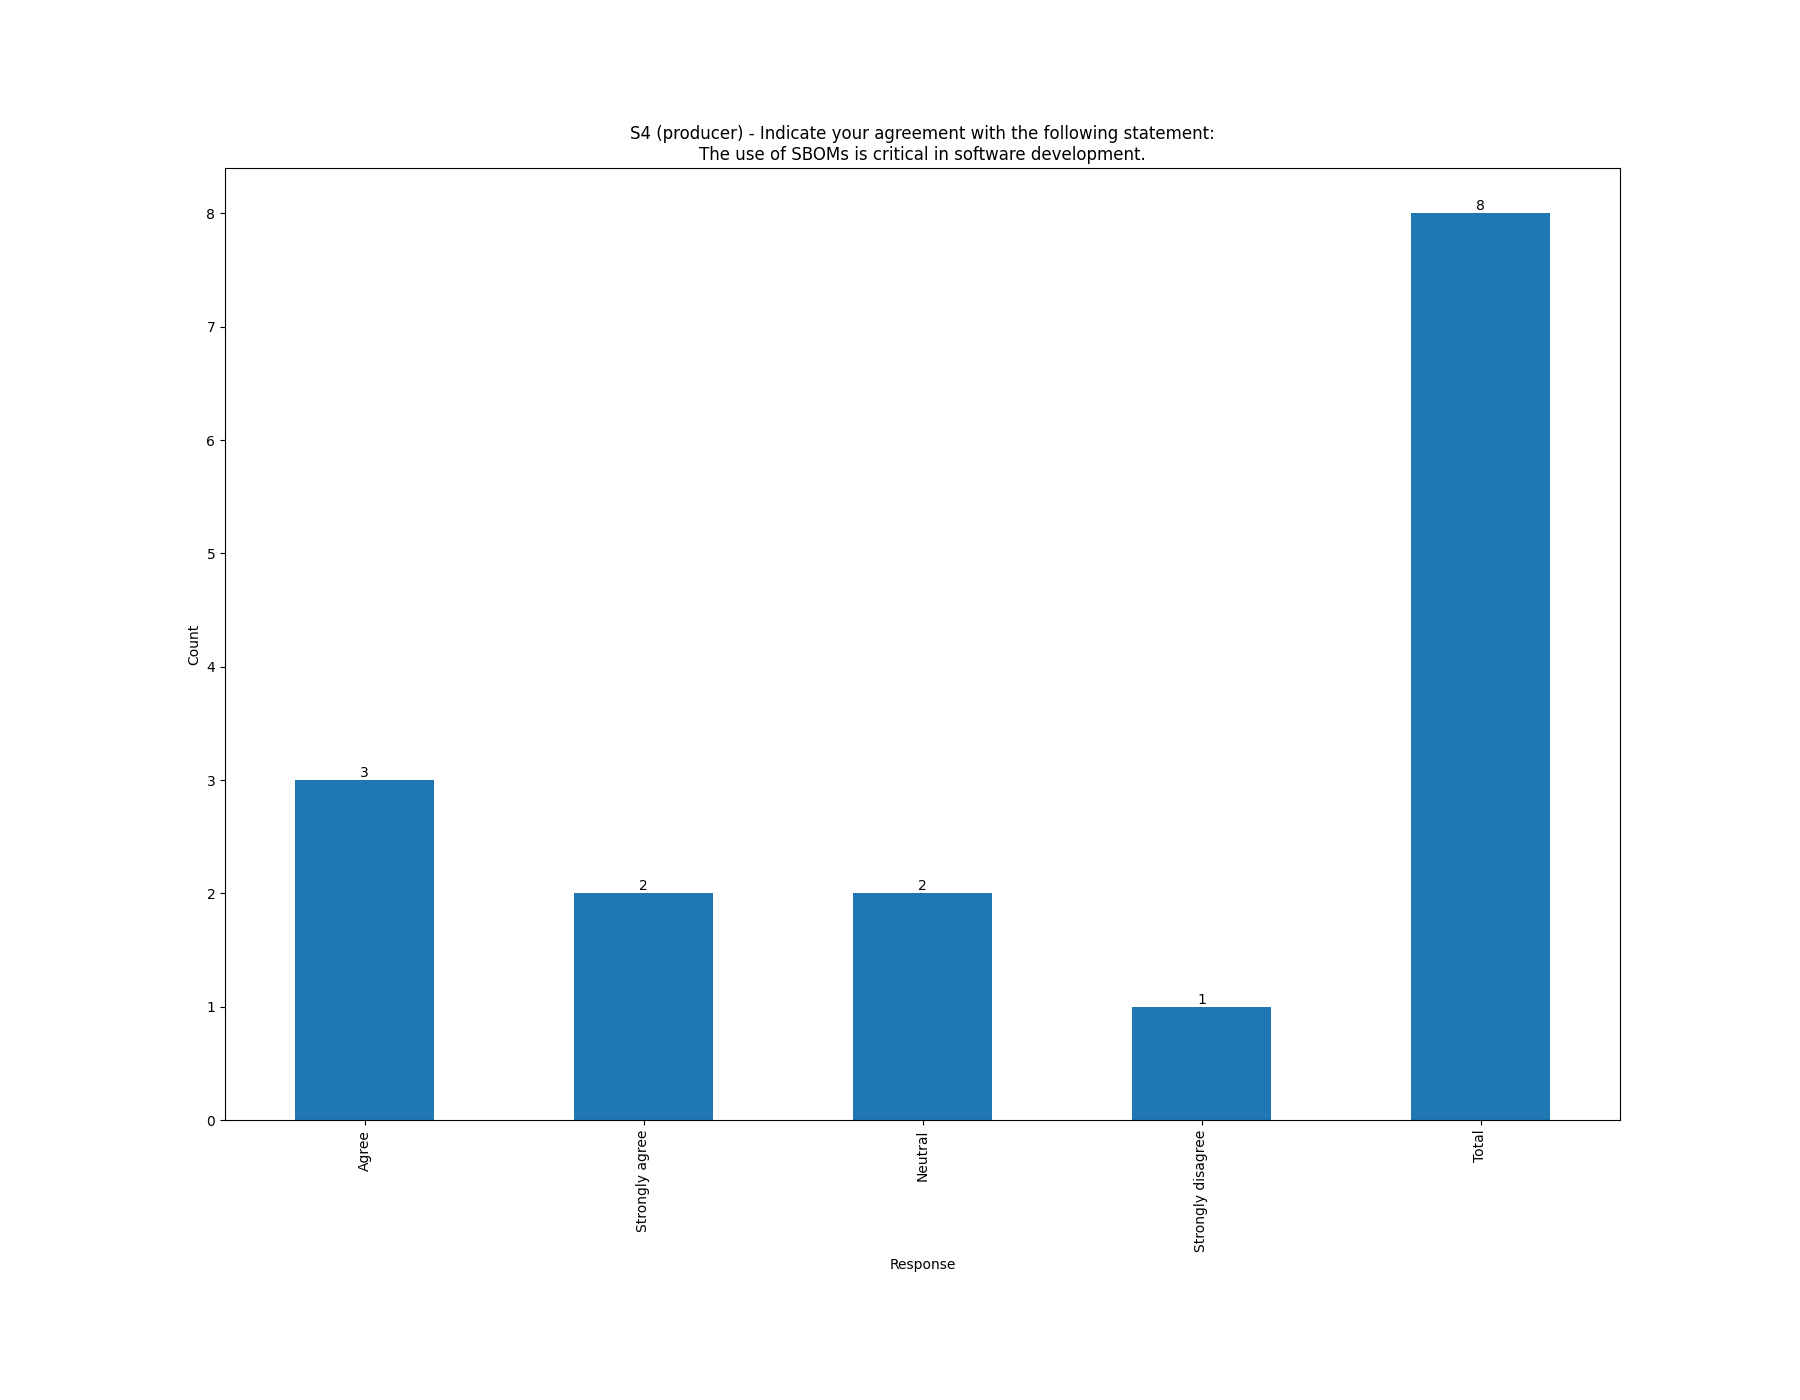 S4 (producer) - Indicate your agreement with the following statement:
The use of SBOMs is critical in software development.
8
7
6
5
4
3
2
1
0
Count
3
2
2
1
8
Agree
Strongly agree
Neutral
Strongly disagree
Total
Response